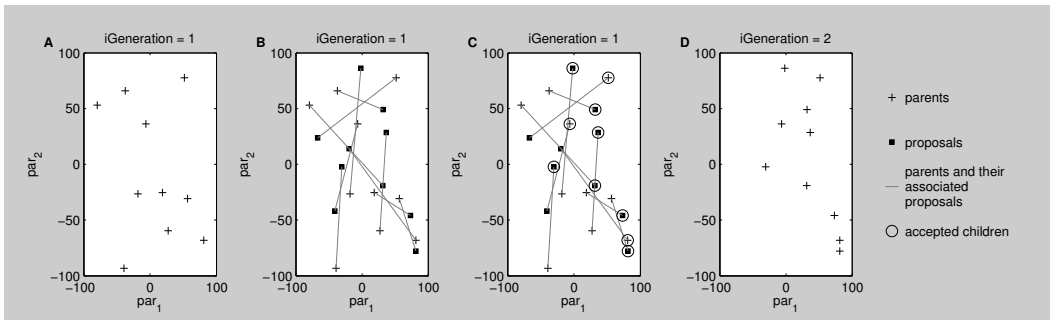 A iGeneration = 1
100
50
0
−50
−100
−100 0 100
par1
par2
B iGeneration = 1
100
50
0
−50
−100
−100 0 100
par1
par2
C iGeneration = 1
100
50
0
−50
−100
−100 0 100
par1
par2
D iGeneration = 2
100
50
0
−50
−100
−100 0 100
par1
par2
parents
proposals
parents and their
associated
proposals
accepted children